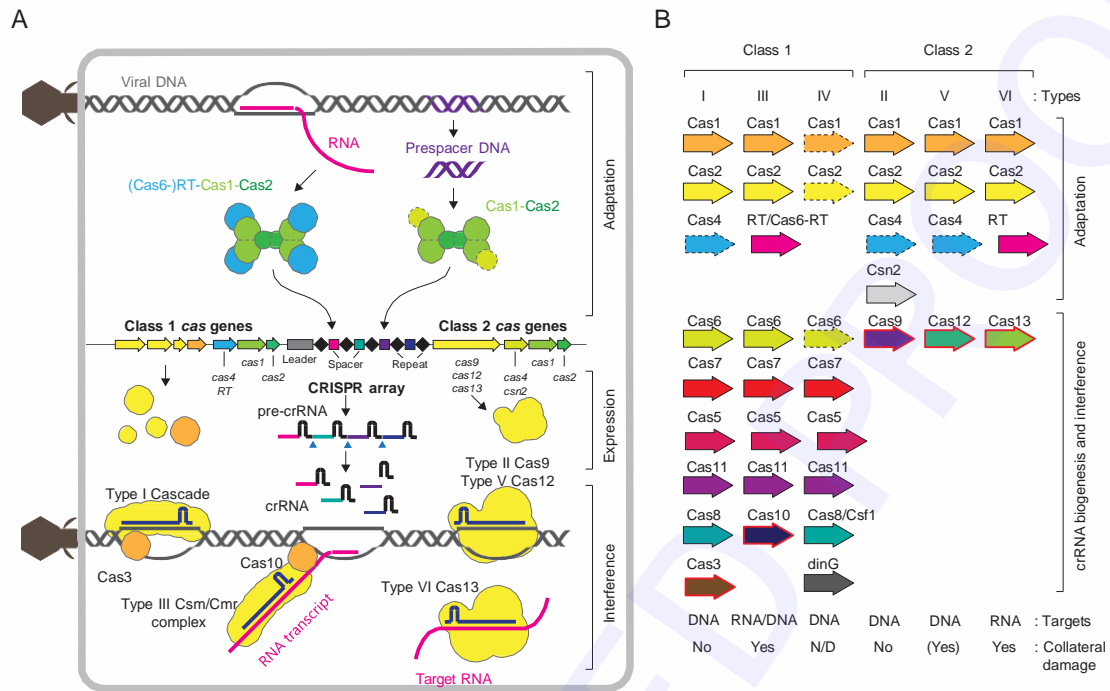 A
Viral DNA
RNA
Prespacer DNA
(Cas6-)RT-Cas1-Cas2
Cas1-Cas2
Adaptation
Class 1 cas genes
Class 2 cas genes
cas4
RT
cas1
cas2
Leader
Spacer
Repeat
cas9
cas12
cas13
cas4
csn2
cas1
cas2
CRISPR array
pre-crRNA
crRNA
Expression
Type I Cascade
Type II Cas9
Type V Cas12
Cas3
Cas10
Type III Csm/Cmr
complex
RNA transcript
Type VI Cas13
Target RNA
Interference
B
Class 1 Class 2
I III IV II V VI : Types
Cas1 Cas1 Cas1 Cas1 Cas1 Cas1
Cas2 Cas2 Cas2 Cas2 Cas2 Cas2
Cas4 RT/Cas6-RT Cas4 Cas4 RT
Csn2
Adaptation
Cas6 Cas6 Cas6 Cas9 Cas12 Cas13
Cas7 Cas7 Cas7
Cas5 Cas5 Cas5
Cas11 Cas11 Cas11
Cas8 Cas10 Cas8/Csf1
Cas3 dinG
crRNA biogenesis and interference
DNA RNA/DNA DNA DNA DNA RNA : Targets
No Yes N/D No (Yes) Yes : Collateral
damage